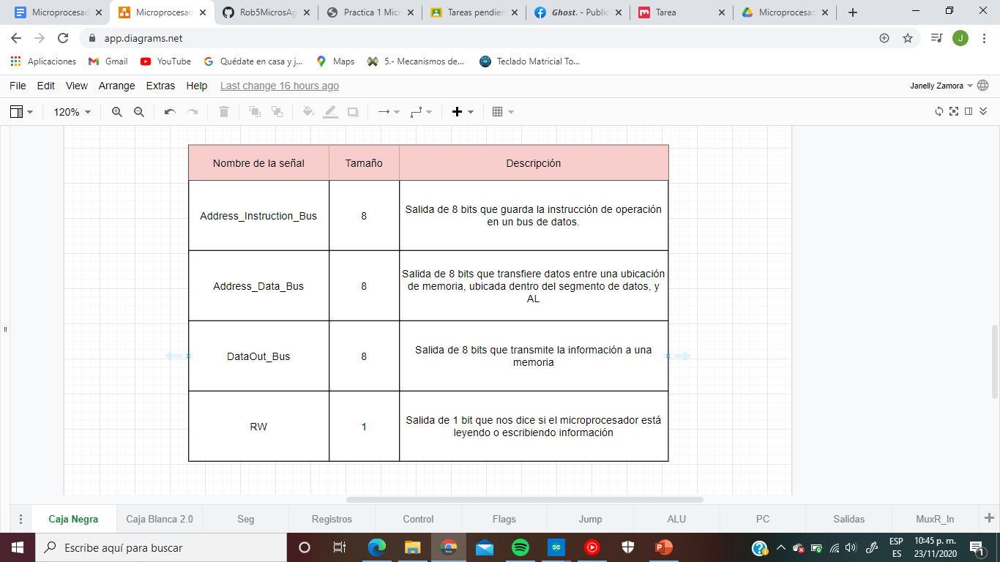 Microprocesad
Microprocesad
Rob5MicrosAg
Practica 1 Micr
Tareas pendien
Ghost. - Public
Tarea
Microprocesad
app.diagrams.net
J
Aplicaciones
Gmail
YouTube
Quédate en casa y j...
Maps
5.- Mecanismos de...
Teclado Matricial To...
File Edit View Arrange Extras Help Last change 16 hours ago
Janelly Zamora
120%
Nombre de la señal Tamaño Descripción
Address_Instruction_Bus 8 Salida de 8 bits que guarda la instrucción de operación
en un bus de datos.
Address_Data_Bus 8 Salida de 8 bits que transfiere datos entre una ubicación
de memoria, ubicada dentro del segmento de datos, y
AL
DataOut_Bus 8 Salida de 8 bits que transmite la información a una
memoria
RW 1 Salida de 1 bit que nos dice si el microprocesador está
leyendo o escribiendo información
Caja Negra Caja Blanca 2.0 Seg Registros Control Flags Jump ALU PC Salidas MuxR_In
Escribe aquí para buscar
ESP
ES
10:45 p. m.
23/11/2020
1